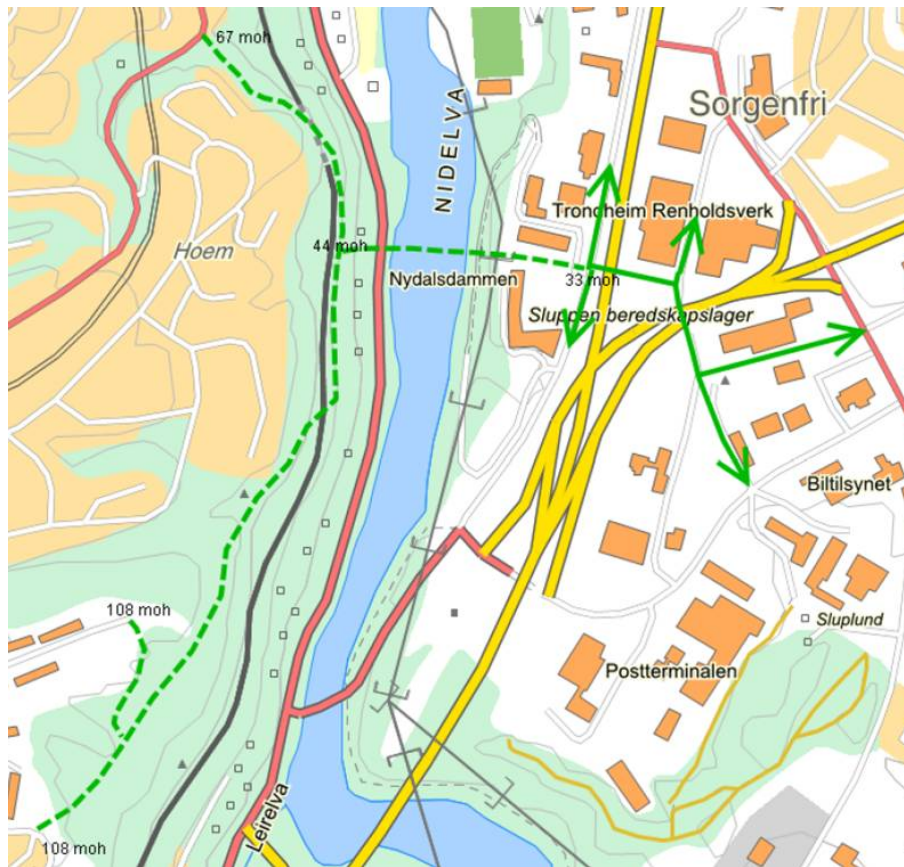 67 moh
Sorgenfri
NIDELVA
Trondheim Renholdsverk
Hoem
44 moh
Nydalsdammen
33 moh
Sluppen beredskapslager
Biltilsynet
108 moh
Sluplund
Postterminalen
Leirelva
108 moh